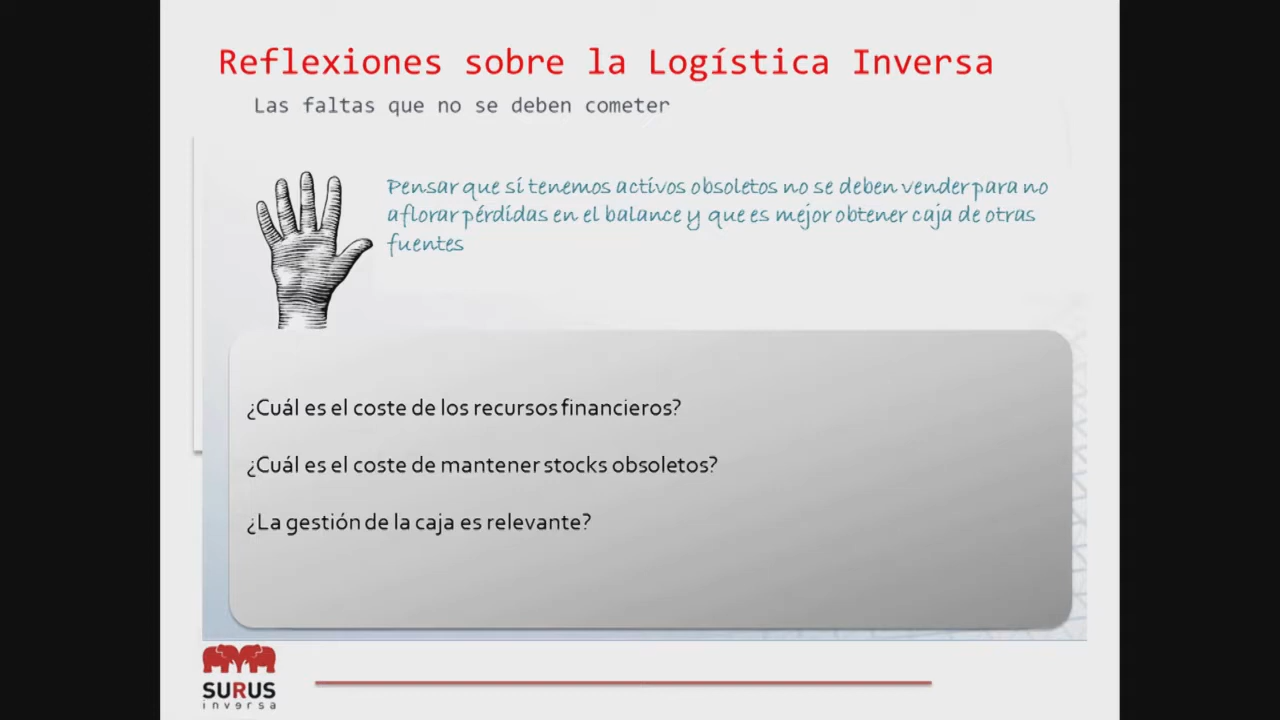 Reflexiones sobre la Logística Inversa
Las faltas que no se deben cometer
Pensar que si tenemos activos obsoletos no se deben vender para no
aflorar pérdidas en el balance y que es mejor obtener caja de otras
fuentes
¿Cuál es el coste de los recursos financieros?
¿Cuál es el coste de mantener stocks obsoletos?
¿La gestión de la caja es relevante?
SURUS
inversa